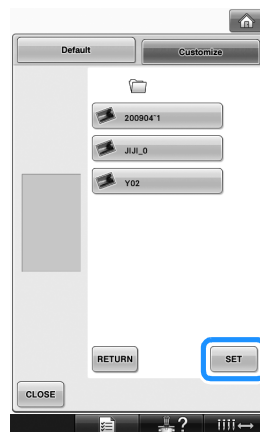 Default Customize
200904~1
JIJI_0
Y02
RETURN SET
CLOSE
?